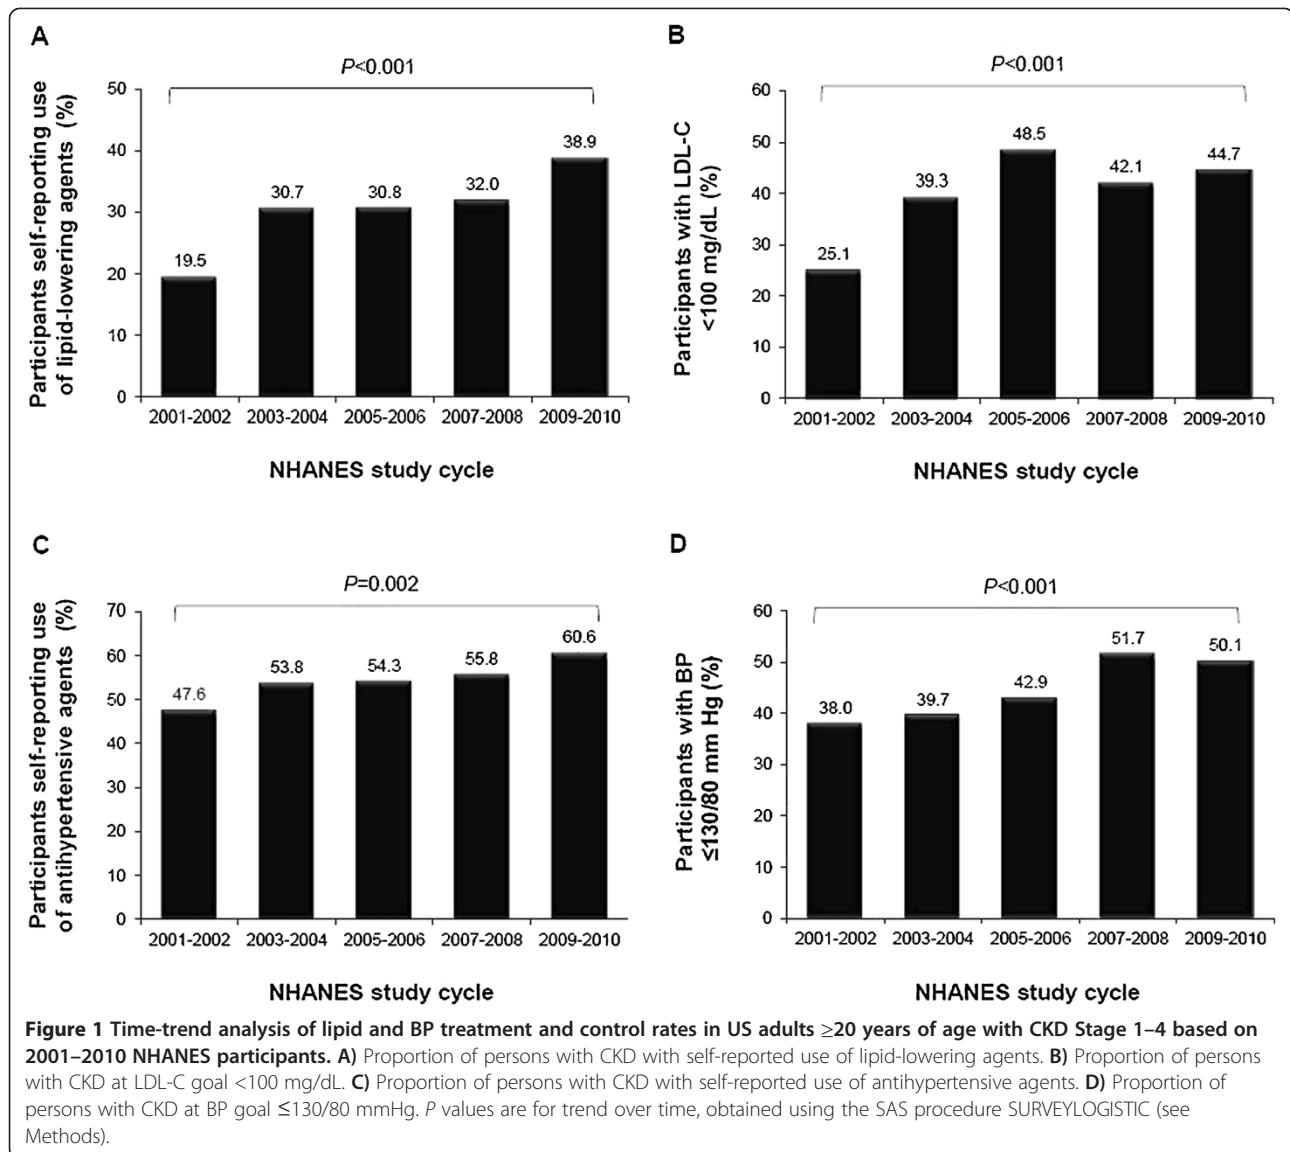 A
P<0.001
Participants self-reporting use
of lipid-lowering agents (%)
50
40
30
20
10
0
19.5
30.7
30.8
32.0
38.9
2001-2002 2003-2004 2005-2006 2007-2008 2009-2010
NHANES study cycle
B
P<0.001
Participants with LDL-C
<100 mg/dL (%)
60
50
40
30
20
10
0
25.1
39.3
48.5
42.1
44.7
2001-2002 2003-2004 2005-2006 2007-2008 2009-2010
NHANES study cycle
C
P=0.002
Participants self-reporting use
of antihypertensive agents (%)
70
60
50
40
30
20
10
0
47.6
53.8
54.3
55.8
60.6
2001-2002 2003-2004 2005-2006 2007-2008 2009-2010
NHANES study cycle
D
P<0.001
Participants with BP
≤130/80 mm Hg (%)
60
50
40
30
20
10
0
38.0
39.7
42.9
51.7
50.1
2001-2002 2003-2004 2005-2006 2007-2008 2009-2010
NHANES study cycle
Figure 1 Time-trend analysis of lipid and BP treatment and control rates in US adults ≥20 years of age with CKD Stage 1–4 based on
2001–2010 NHANES participants. A) Proportion of persons with CKD with self-reported use of lipid-lowering agents. B) Proportion of persons
with CKD at LDL-C goal <100 mg/dL. C) Proportion of persons with CKD with self-reported use of antihypertensive agents. D) Proportion of
persons with CKD at BP goal ≤130/80 mmHg. P values are for trend over time, obtained using the SAS procedure SURVEYLOGISTIC (see
Methods).